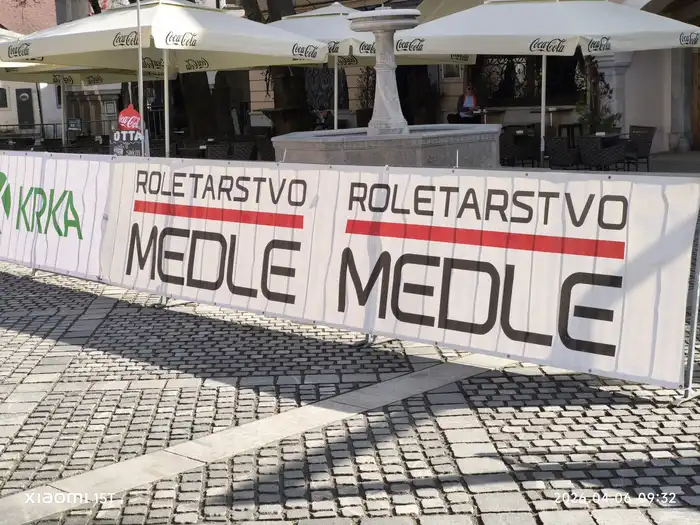 Coca-Cola
Coca-Cola
Coca-Cola
Coca-Cola
Coca-Cola
Coca-Cola
Coca-Cola
OTTA
KRKA
ROLETARSTVO
MEDLE
ROLETARSTVO
MEDLE
XIAOMI 15T
2026.04.06 09:32